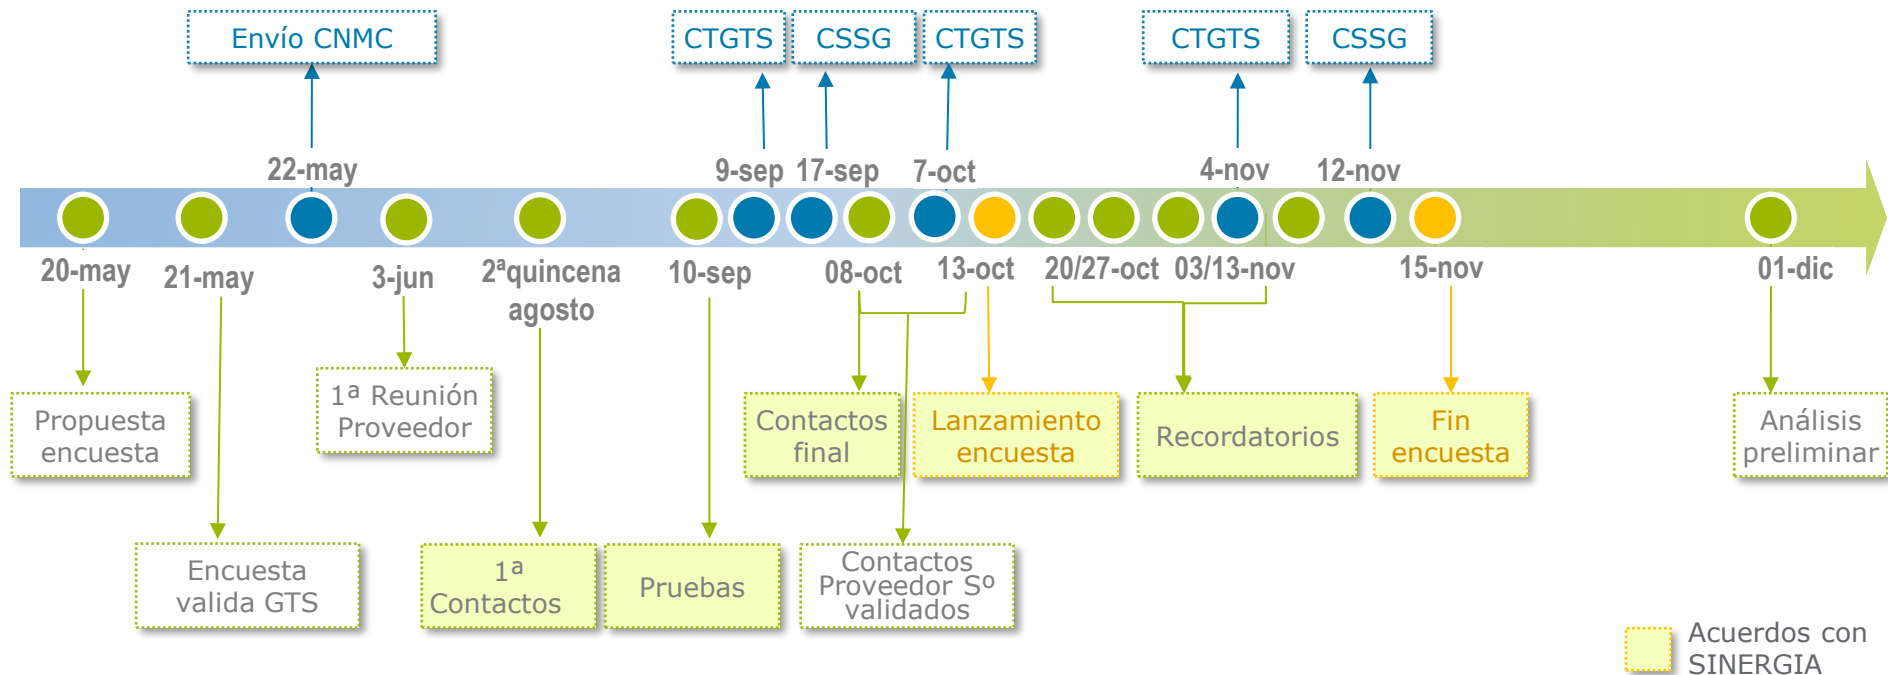 Envío CNMC
CTGTS
CSSG
CTGTS
CTGTS
CSSG
22-may
9-sep
17-sep
7-oct
4-nov
12-nov
20-may
21-may
3-jun
2ªquincena
agosto
10-sep
08-oct
13-oct
20/27-oct
03/13-nov
15-nov
01-dic
Propuesta
encuesta
1ª Reunión
Proveedor
Contactos
final
Lanzamiento
encuesta
Recordatorios
Fin
encuesta
Análisis
preliminar
Encuesta
valida GTS
1ª
Contactos
Pruebas
Contactos
Proveedor Sº
validados
Acuerdos con
SINERGIA